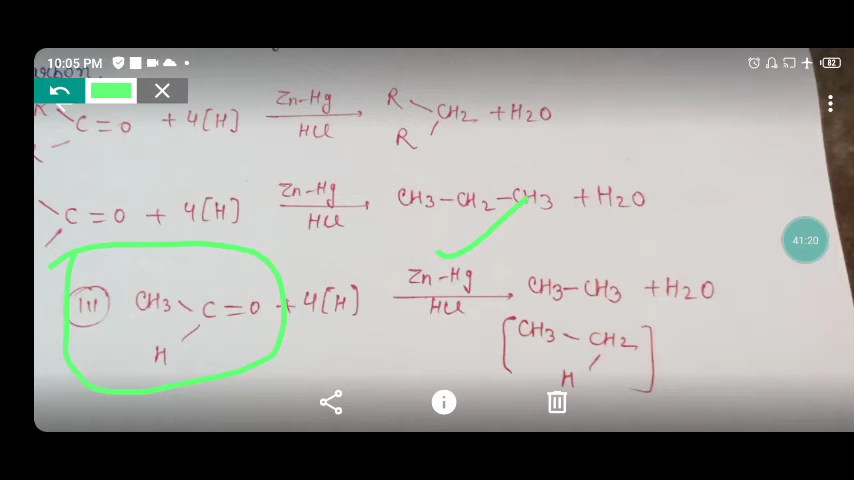 10:05 PM 82
R
C=O + 4[H] Zn-Hg / HCl → R CH2 + H2O
R
C=O + 4[H] Zn-Hg / HCl → CH3-CH2-CH3 + H2O
41:20
III CH3 C=O + 4[H] Zn-Hg / HCl → CH3-CH3 + H2O
H
[CH3-CH2
H]